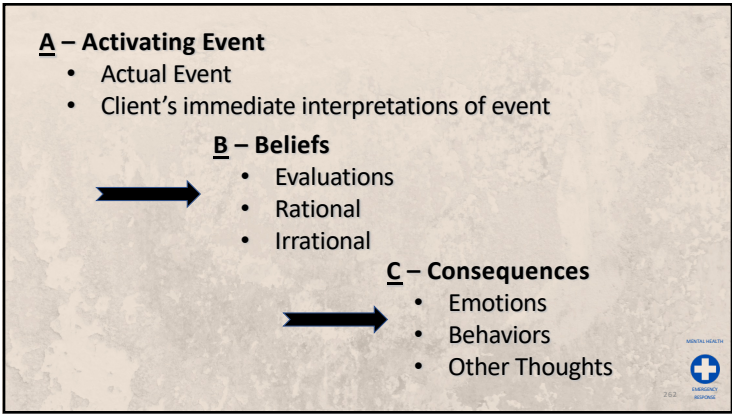 A – Activating Event
• Actual Event
• Client's immediate interpretations of event
B – Beliefs
• Evaluations
• Rational
• Irrational
C – Consequences
• Emotions
• Behaviors
• Other Thoughts
MENTAL HEALTH
EMERGENCY
RESPONSE
262